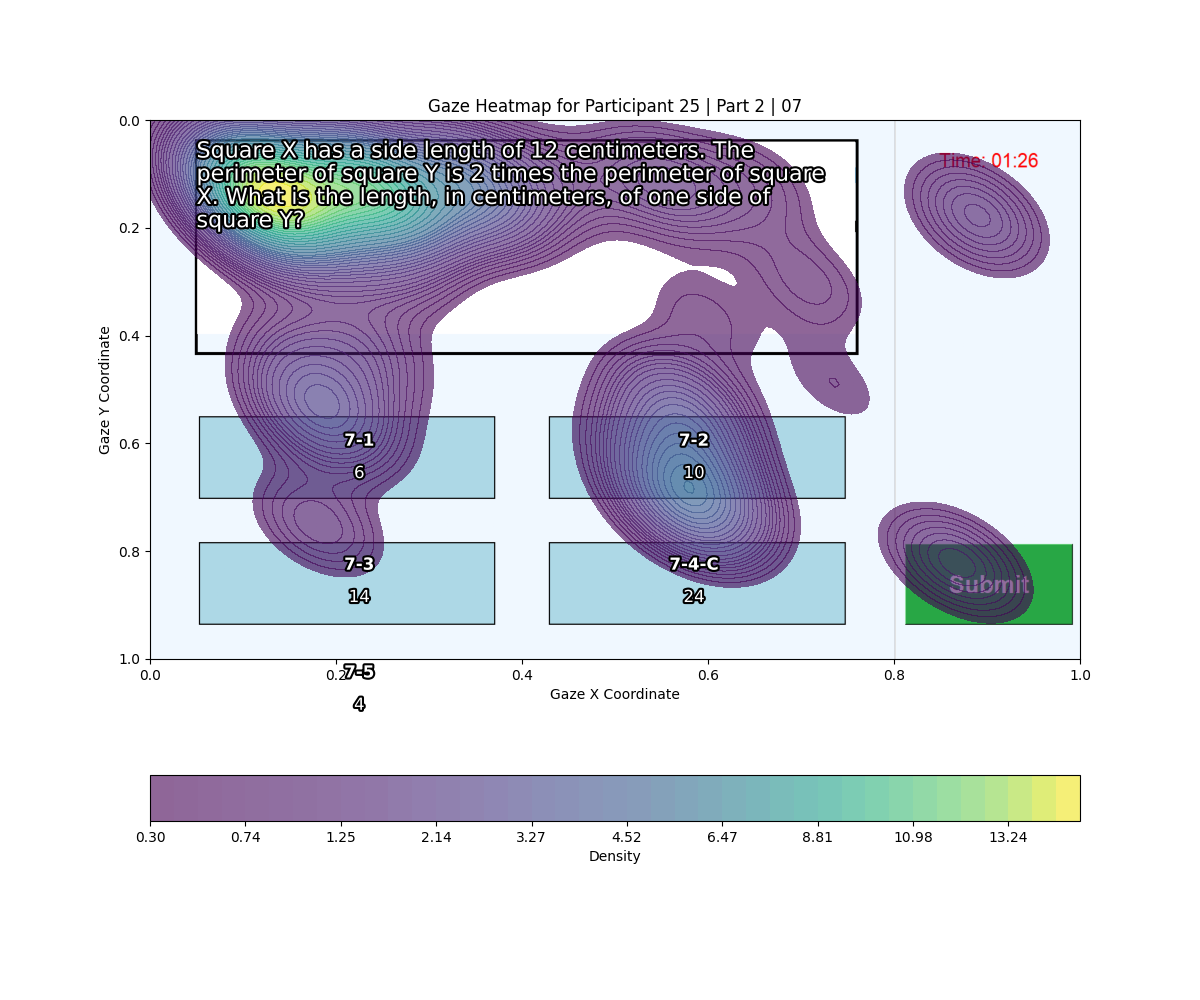 Gaze Heatmap for Participant 25 | Part 2 | 07
Square X has a side length of 12 centimeters. The
perimeter of square Y is 2 times the perimeter of square
X. What is the length, in centimeters, of one side of
square Y?
Time: 01:26
0.0
0.2
0.4
0.6
0.8
1.0
Gaze Y Coordinate
7-1
6
7-2
10
7-3
14
7-4-C
24
Submit
7-5
4
0.0
0.2
0.4
0.6
0.8
1.0
Gaze X Coordinate
0.30
0.74
1.25
2.14
3.27
4.52
6.47
8.81
10.98
13.24
Density